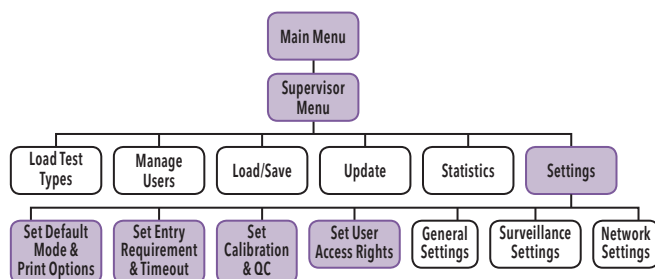 Main Menu
Supervisor
Menu
Load Test
Types
Manage
Users
Load/Save
Update
Statistics
Settings
Set Default
Mode &
Print Options
Set Entry
Requirement
& Timeout
Set
Calibration
& QC
Set User
Access Rights
General
Settings
Surveillance
Settings
Network
Settings